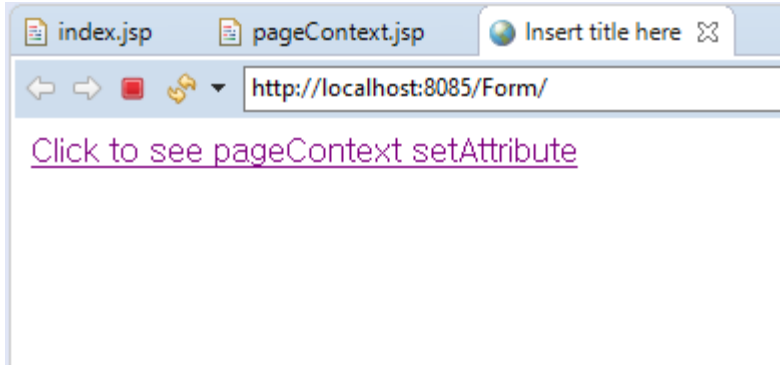 index.jsp pageContext.jsp Insert title here
http://localhost:8085/Form/
Click to see pageContext setAttribute